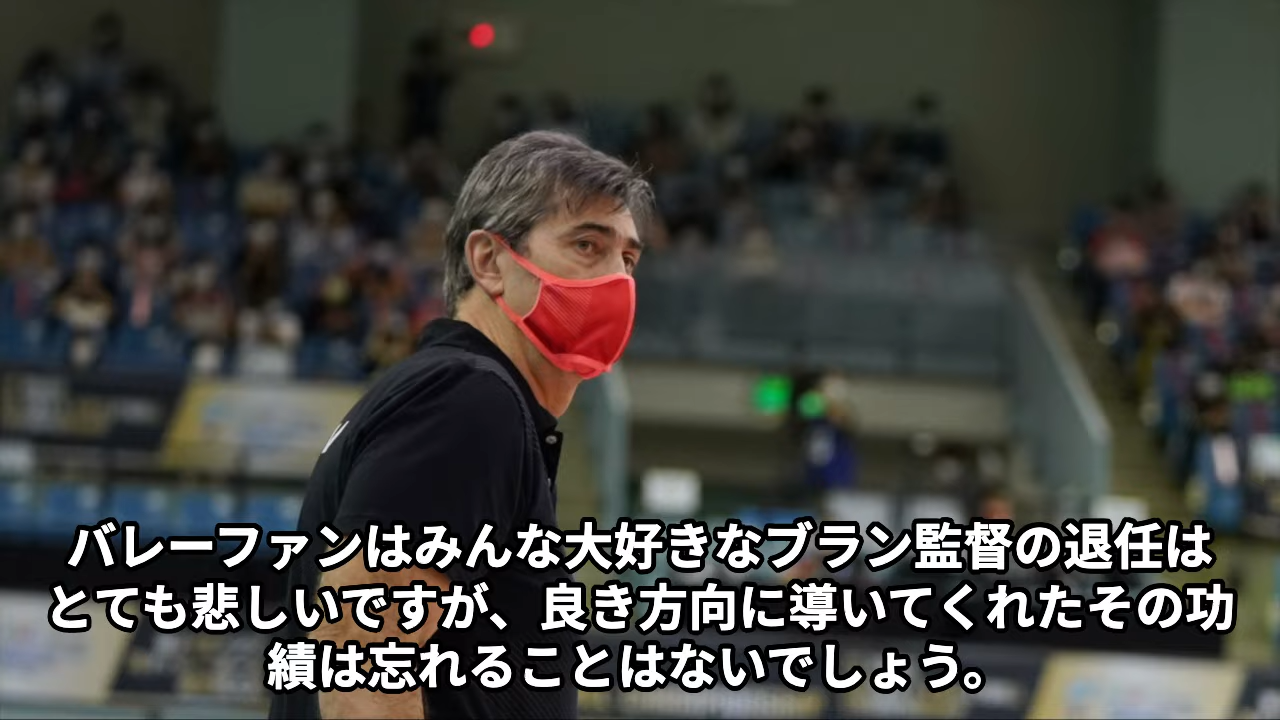 バレーファンはみんな大好きなブラン監督の退任は
とても悲しいですが、良き方向に導いてくれたその功
績は忘れることはないでしょう。